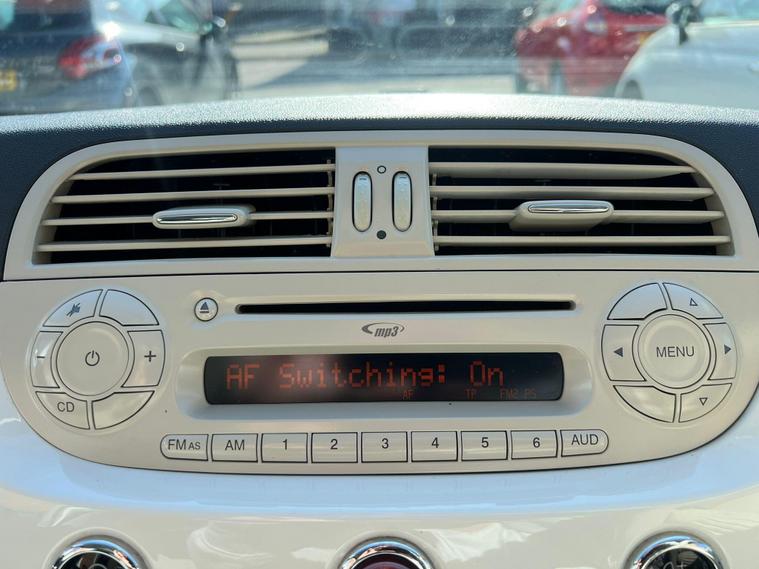 mp3
AF Switching: On
AF TP FM2 P5
MENU
CD
FM AS AM 1 2 3 4 5 6 AUD